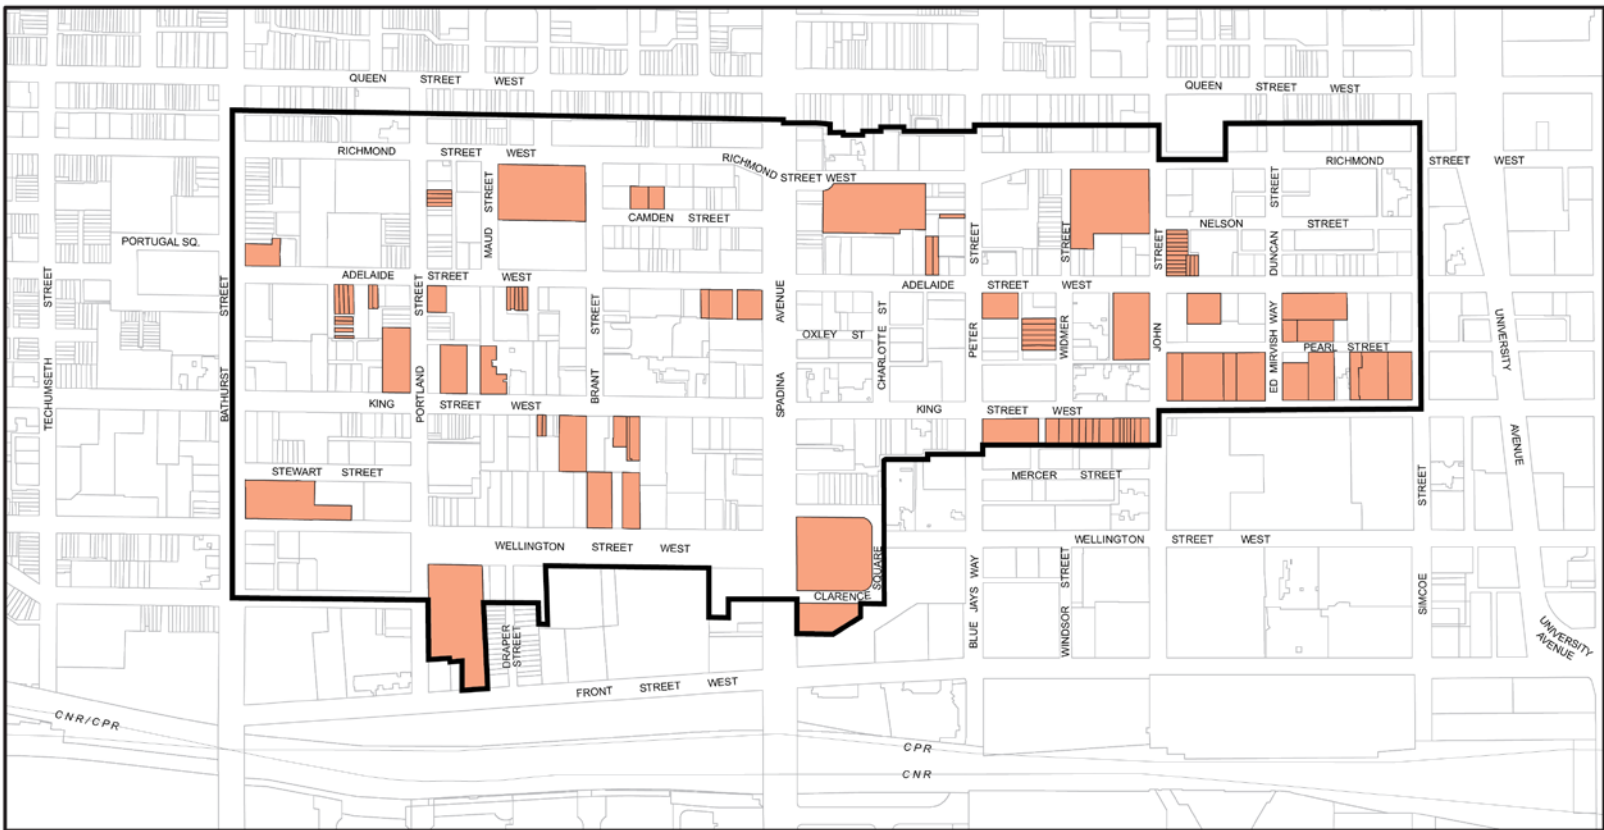 QUEEN STREET WEST
QUEEN STREET WEST
RICHMOND STREET WEST
RICHMOND STREET WEST
RICHMOND STREET WEST
MAUD STREET
CAMDEN STREET
NELSON STREET
PORTUGAL SQ.
DUNCAN STREET
ADELAIDE STREET WEST
ADELAIDE STREET WEST
TECHUMSETH STREET
BATHURST STREET
PORTLAND STREET
BRANT STREET
SPADINA AVENUE
OXLEY ST
CHARLOTTE ST
PETER STREET
WIDMER STREET
JOHN STREET
ED MIRVISH WAY
PEARL STREET
UNIVERSITY AVENUE
KING STREET WEST
KING STREET WEST
STEWART STREET
MERCER STREET
WELLINGTON STREET WEST
WELLINGTON STREET WEST
CLARENCE SQUARE
BLUE JAYS WAY
WINDSOR STREET
SIMCOE STREET
DRAPER STREET
UNIVERSITY AVENUE
FRONT STREET WEST
CNR/CPR
CPR
CNR